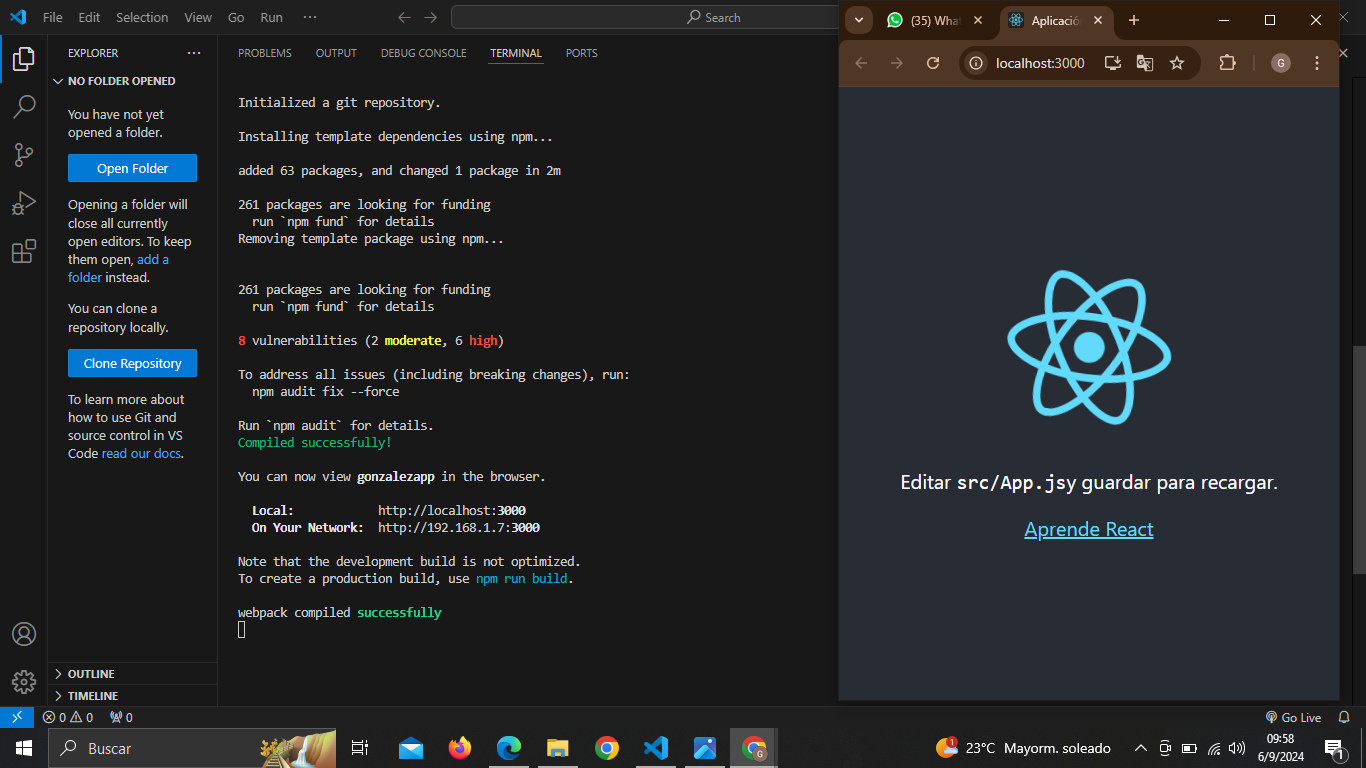 File Edit Selection View Go Run ···
Search
EXPLORER ···
NO FOLDER OPENED
You have not yet
opened a folder.
Open Folder
Opening a folder will
close all currently
open editors. To keep
them open, add a
folder instead.
You can clone a
repository locally.
Clone Repository
To learn more about
how to use Git and
source control in VS
Code read our docs.
OUTLINE
TIMELINE
PROBLEMS OUTPUT DEBUG CONSOLE TERMINAL PORTS
Initialized a git repository.
Installing template dependencies using npm...
added 63 packages, and changed 1 package in 2m
261 packages are looking for funding
run `npm fund` for details
Removing template package using npm...
261 packages are looking for funding
run `npm fund` for details
8 vulnerabilities (2 moderate, 6 high)
To address all issues (including breaking changes), run:
npm audit fix --force
Run `npm audit` for details.
Compiled successfully!
You can now view gonzalezapp in the browser.
Local: http://localhost:3000
On Your Network: http://192.168.1.7:3000
Note that the development build is not optimized.
To create a production build, use npm run build.
webpack compiled successfully
(35) Wha
Aplicació
localhost:3000
G
Editar src/App.jsy guardar para recargar.
Aprende React
0 0 0
Go Live
Buscar
G
1
23°C Mayorm. soleado
09:58
6/9/2024
1